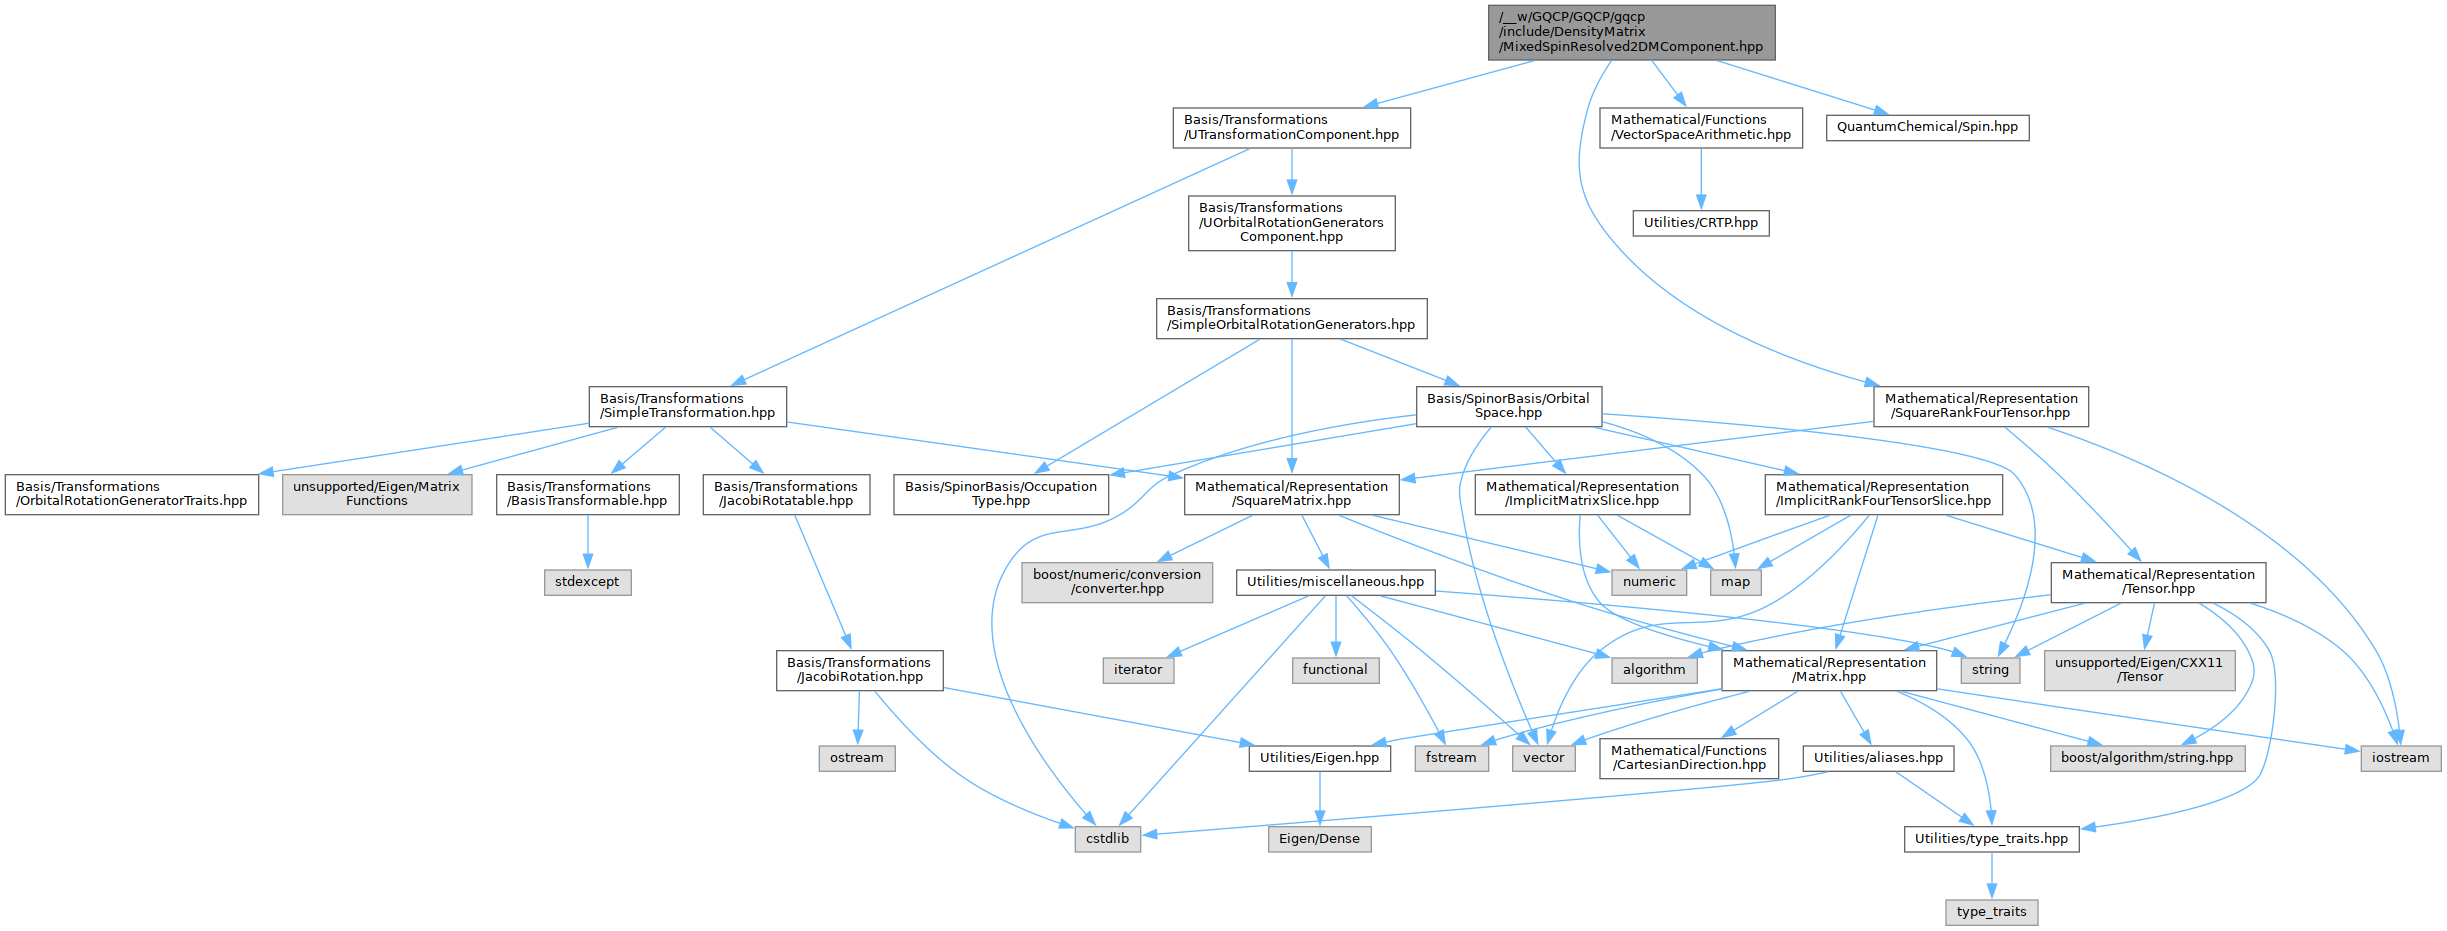 /__w/GQCP/GQCP/gqcp
/include/DensityMatrix
/MixedSpinResolved2DMComponent.hpp
Basis/Transformations
/UTransformationComponent.hpp
Mathematical/Functions
/VectorSpaceArithmetic.hpp
QuantumChemical/Spin.hpp
Basis/Transformations
/UOrbitalRotationGenerators
Component.hpp
Utilities/CRTP.hpp
Basis/Transformations
/SimpleOrbitalRotationGenerators.hpp
Basis/Transformations
/SimpleTransformation.hpp
Basis/SpinorBasis/Orbital
Space.hpp
Mathematical/Representation
/SquareRankFourTensor.hpp
Basis/Transformations
/OrbitalRotationGeneratorTraits.hpp
unsupported/Eigen/Matrix
Functions
Basis/Transformations
/BasisTransformable.hpp
Basis/Transformations
/JacobiRotatable.hpp
Basis/SpinorBasis/Occupation
Type.hpp
Mathematical/Representation
/SquareMatrix.hpp
Mathematical/Representation
/ImplicitMatrixSlice.hpp
Mathematical/Representation
/ImplicitRankFourTensorSlice.hpp
stdexcept
boost/numeric/conversion
/converter.hpp
Utilities/miscellaneous.hpp
numeric
map
Mathematical/Representation
/Tensor.hpp
Basis/Transformations
/JacobiRotation.hpp
iterator
functional
algorithm
Mathematical/Representation
/Matrix.hpp
string
unsupported/Eigen/CXX11
/Tensor
ostream
Utilities/Eigen.hpp
fstream
vector
Mathematical/Functions
/CartesianDirection.hpp
Utilities/aliases.hpp
boost/algorithm/string.hpp
iostream
cstdlib
Eigen/Dense
Utilities/type_traits.hpp
type_traits